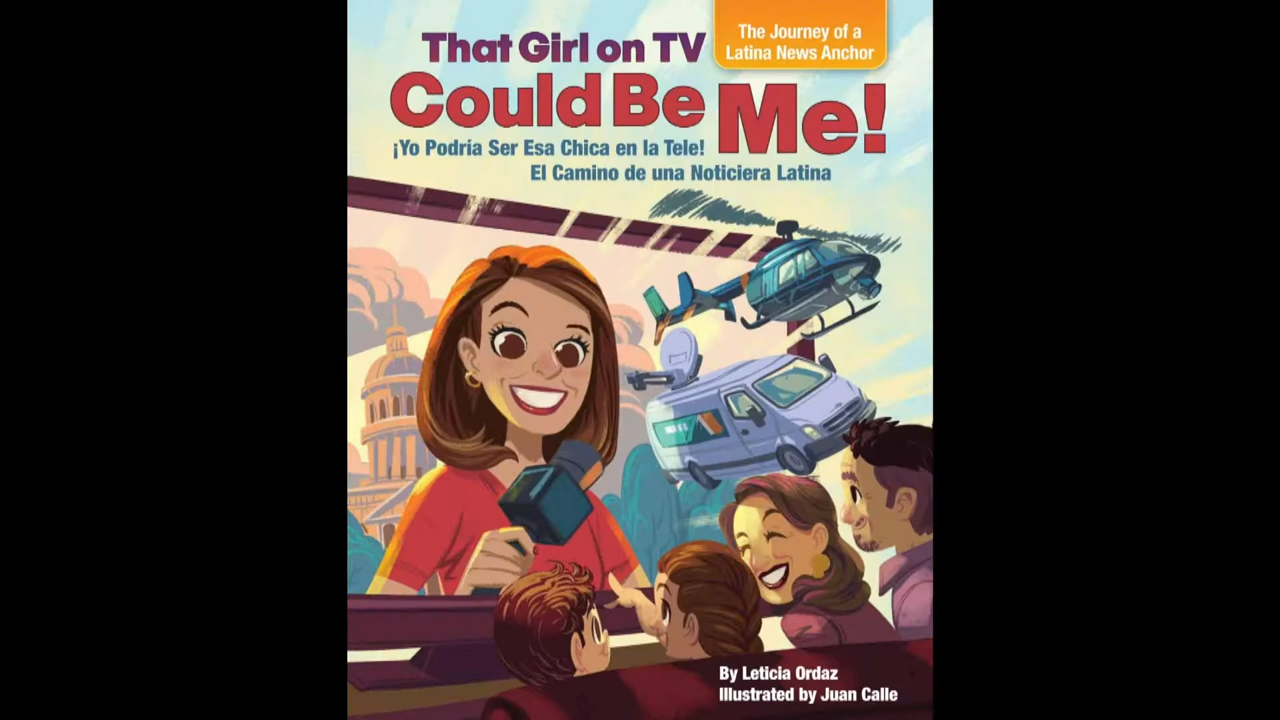 That Girl on TV
Could Be Me!
The Journey of a
Latina News Anchor
¡Yo Podría Ser Esa Chica en la Tele!
El Camino de una Noticiera Latina
By Leticia Ordaz
Illustrated by Juan Calle